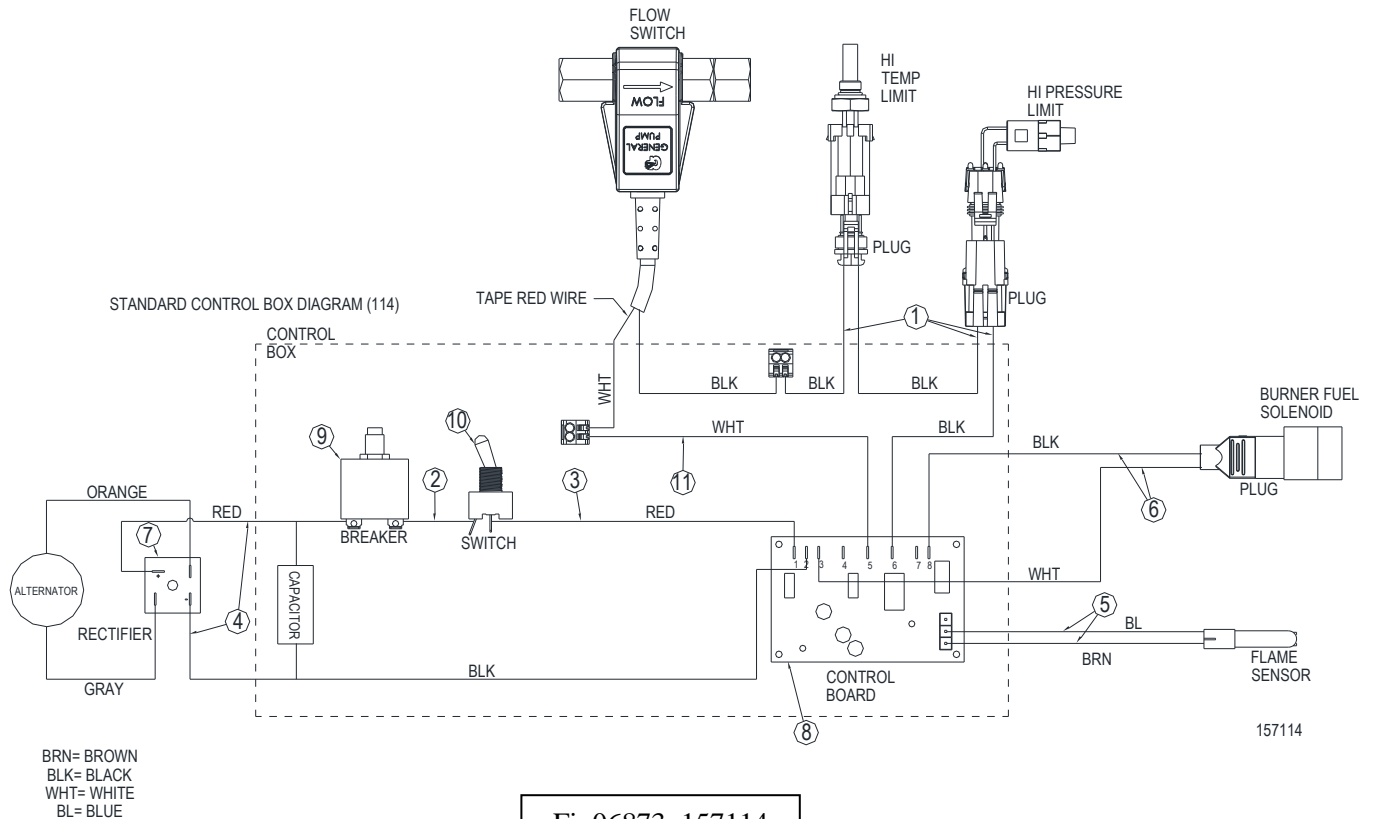 FLOW
SWITCH
HI
TEMP
LIMIT
HI PRESSURE
LIMIT
FLOW
GENERAL
PUMP
PLUG
PLUG
TAPE RED WIRE
STANDARD CONTROL BOX DIAGRAM (114)
CONTROL
BOX
1
WHT
BLK
BLK
BLK
BURNER FUEL
SOLENOID
9
10
WHT
BLK
BLK
2
3
11
6
PLUG
ORANGE
RED
RED
7
BREAKER
SWITCH
1
2
3
4
5
6
7
8
WHT
ALTERNATOR
CAPACITOR
4
RECTIFIER
5
BL
BRN
FLAME
SENSOR
GRAY
BLK
CONTROL
BOARD
8
157114
BRN= BROWN
BLK= BLACK
WHT= WHITE
BL= BLUE